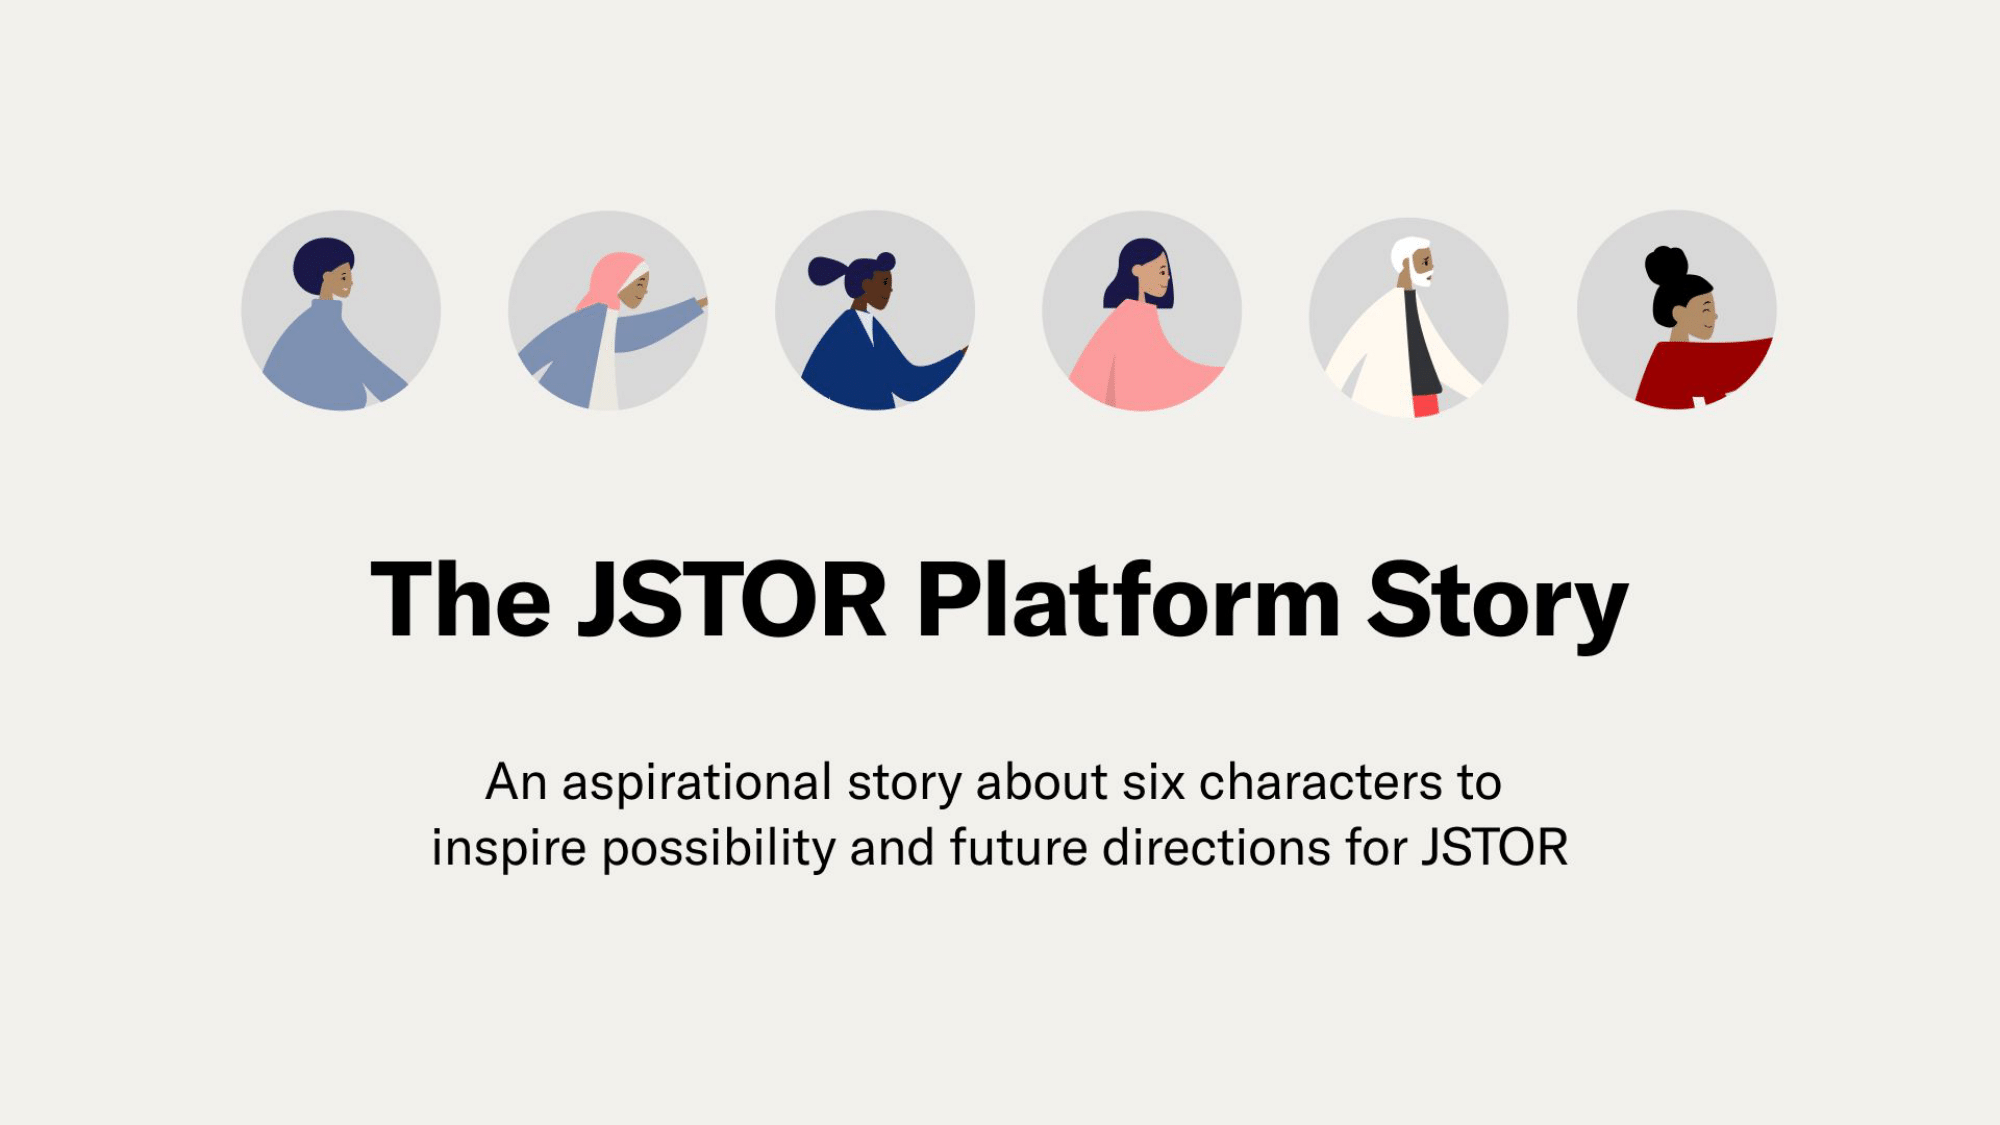 The JSTOR Platform Story
An aspirational story about six characters to
inspire possibility and future directions for JSTOR